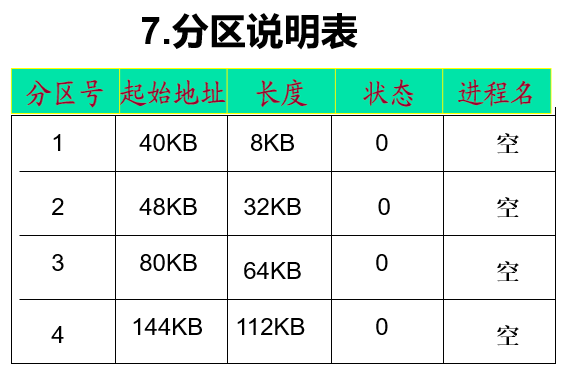 7.分区说明表
分区号 起始地址 长度 状态 进程名
1 40KB 8KB 0 空
2 48KB 32KB 0 空
3 80KB 64KB 0 空
4 144KB 112KB 0 空